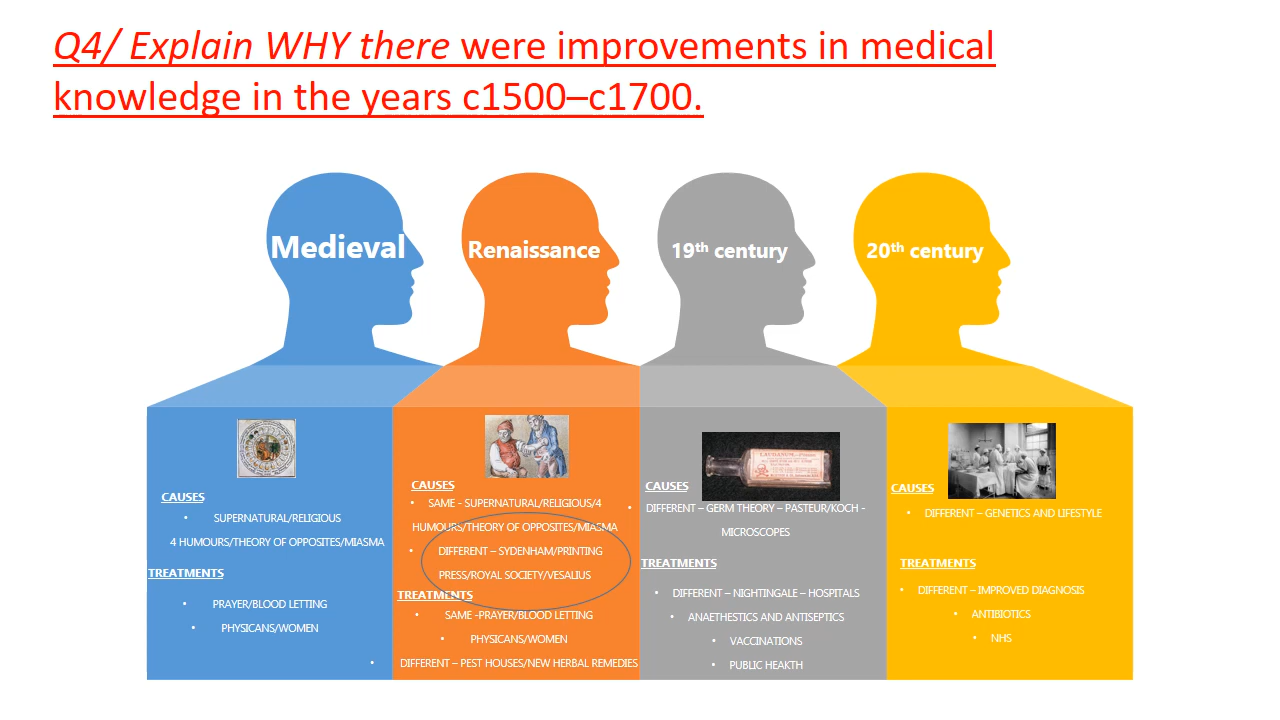 Q4/ Explain WHY there were improvements in medical
knowledge in the years c1500–c1700.
Medieval
Renaissance
19th century
20th century
CAUSES
• SUPERNATURAL/RELIGIOUS
4 HUMOURS/THEORY OF OPPOSITES/MIASMA
TREATMENTS
• PRAYER/BLOOD LETTING
• PHYSICANS/WOMEN
•
CAUSES
• SAME - SUPERNATURAL/RELIGIOUS/4
HUMOURS/THEORY OF OPPOSITES/MIASMA
• DIFFERENT – SYDENHAM/PRINTING
PRESS/ROYAL SOCIETY/VESALIUS
TREATMENTS
• SAME -PRAYER/BLOOD LETTING
• PHYSICANS/WOMEN
DIFFERENT – PEST HOUSES/NEW HERBAL REMEDIES
LAUDANUM
CAUSES
• DIFFERENT – GERM THEORY – PASTEUR/KOCH -
MICROSCOPES
TREATMENTS
• DIFFERENT – NIGHTINGALE – HOSPITALS
• ANAETHESTICS AND ANTISEPTICS
• VACCINATIONS
• PUBLIC HEAKTH
CAUSES
• DIFFERENT – GENETICS AND LIFESTYLE
TREATMENTS
• DIFFERENT – IMPROVED DIAGNOSIS
• ANTIBIOTICS
• NHS